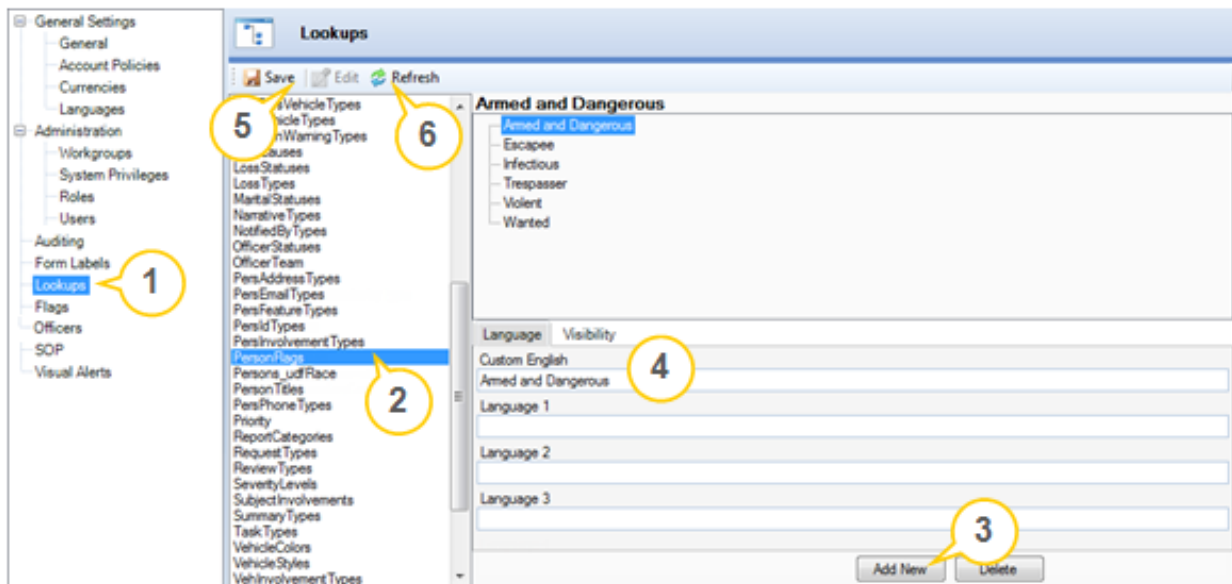 General Settings
General
Account Policies
Currencies
Languages
Administration
Workgroups
System Privileges
Roles
Users
Auditing
Form Labels
Lookups
Flags
Officers
SOP
Visual Alerts
1
Lookups
Save Edit Refresh
5
6
VehicleTypes
WarningTypes
LossStatuses
LossTypes
MaritalStatuses
NarrativeTypes
NotifiedByTypes
OfficerStatuses
OfficerTeam
PersAddressTypes
PersEmailTypes
PersFeatureTypes
PersIdTypes
PersInvolvementTypes
PersonFlags
Persons_udfRace
PersonTitles
PersPhoneTypes
Priority
ReportCategories
RequestTypes
ReviewTypes
SeverityLevels
SubjectInvolvements
SummaryTypes
TaskTypes
VehicleColors
VehicleStyles
VehInvolvementTypes
2
Armed and Dangerous
Armed and Dangerous
Escapee
Infectious
Trespasser
Violent
Wanted
Language Visibility
Custom English
4
Armed and Dangerous
Language 1
Language 2
Language 3
3
Add New Delete